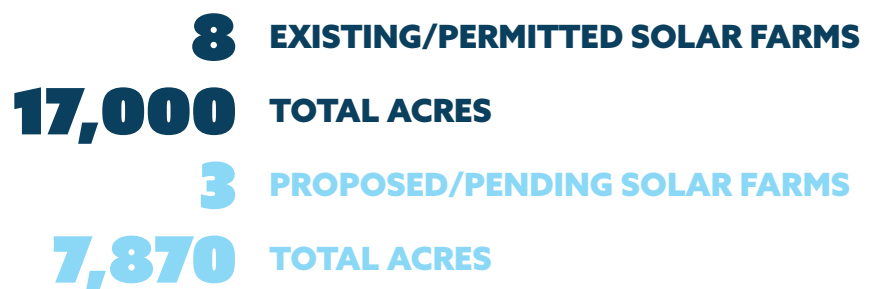 8 EXISTING/PERMITTED SOLAR FARMS
17,000 TOTAL ACRES
3 PROPOSED/PENDING SOLAR FARMS
7,870 TOTAL ACRES